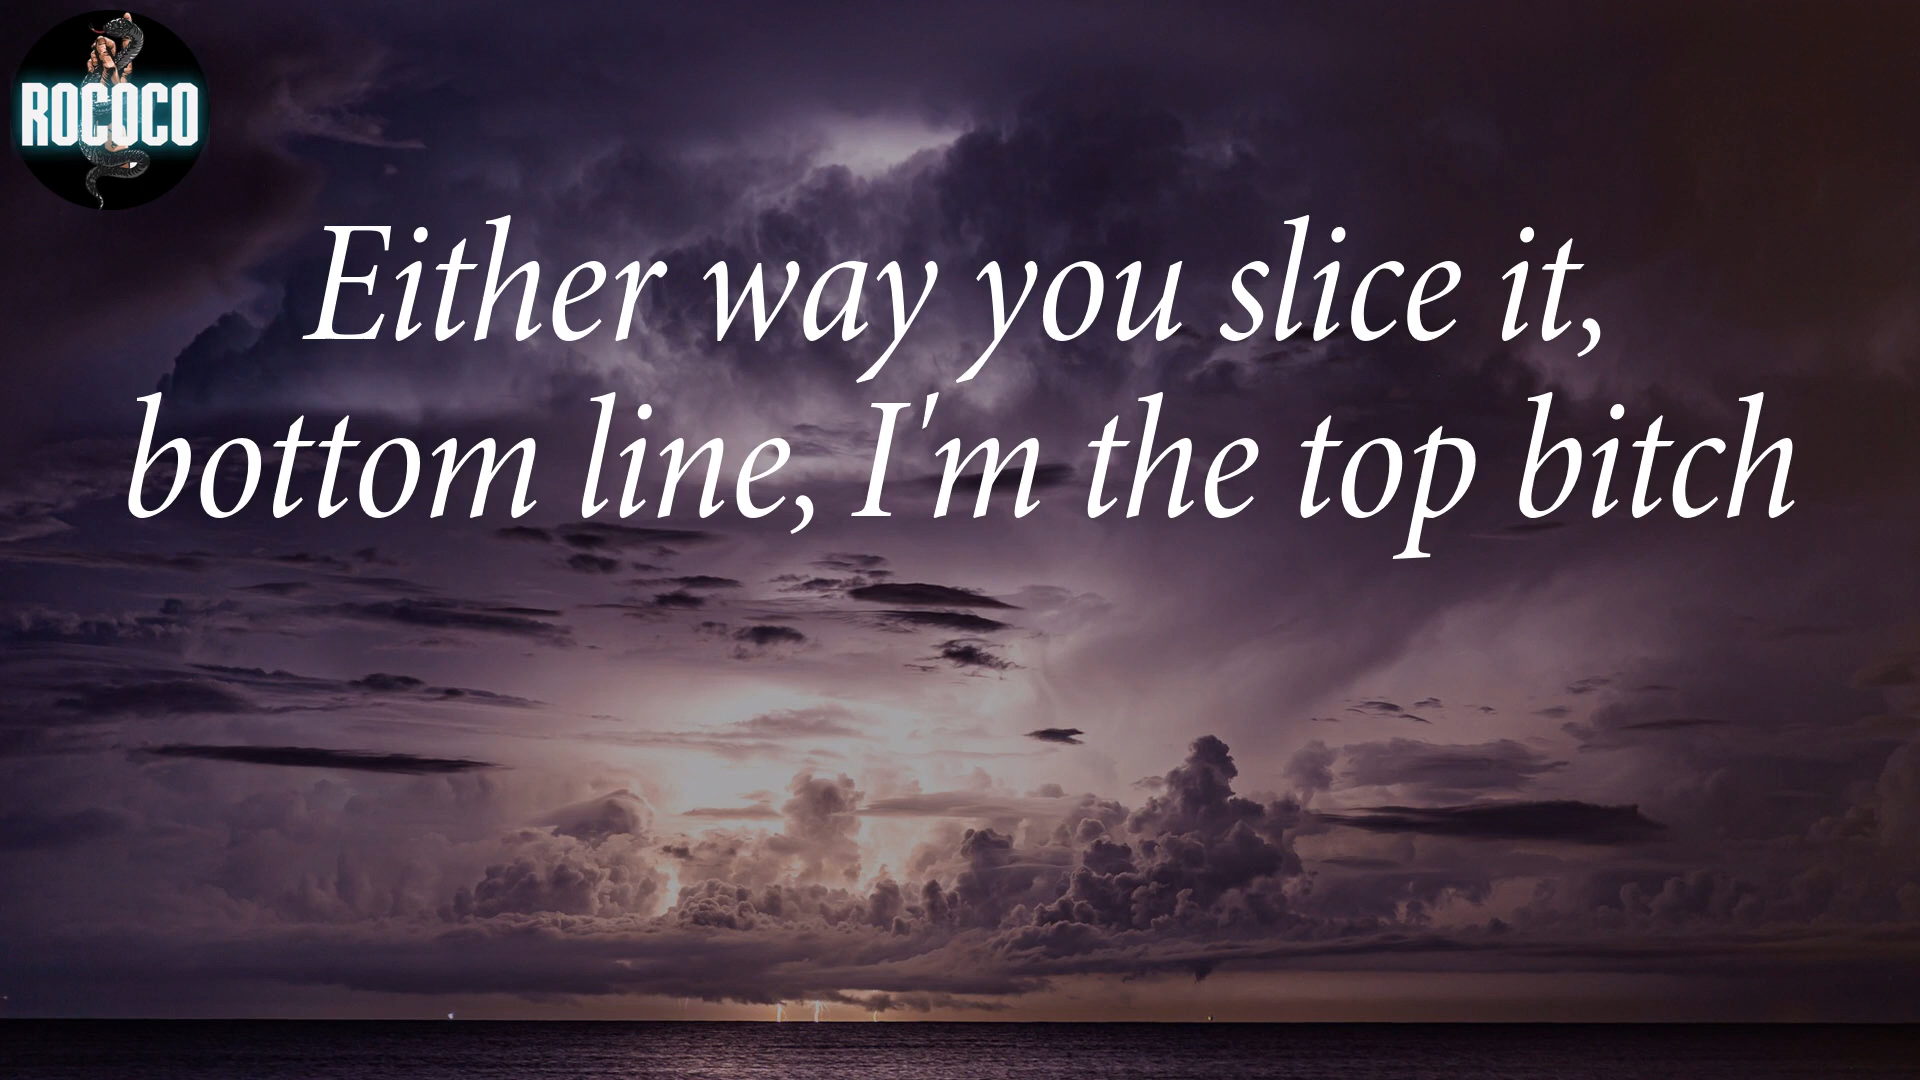 ROCOCO
Either way you slice it,
bottom line, I'm the top bitch